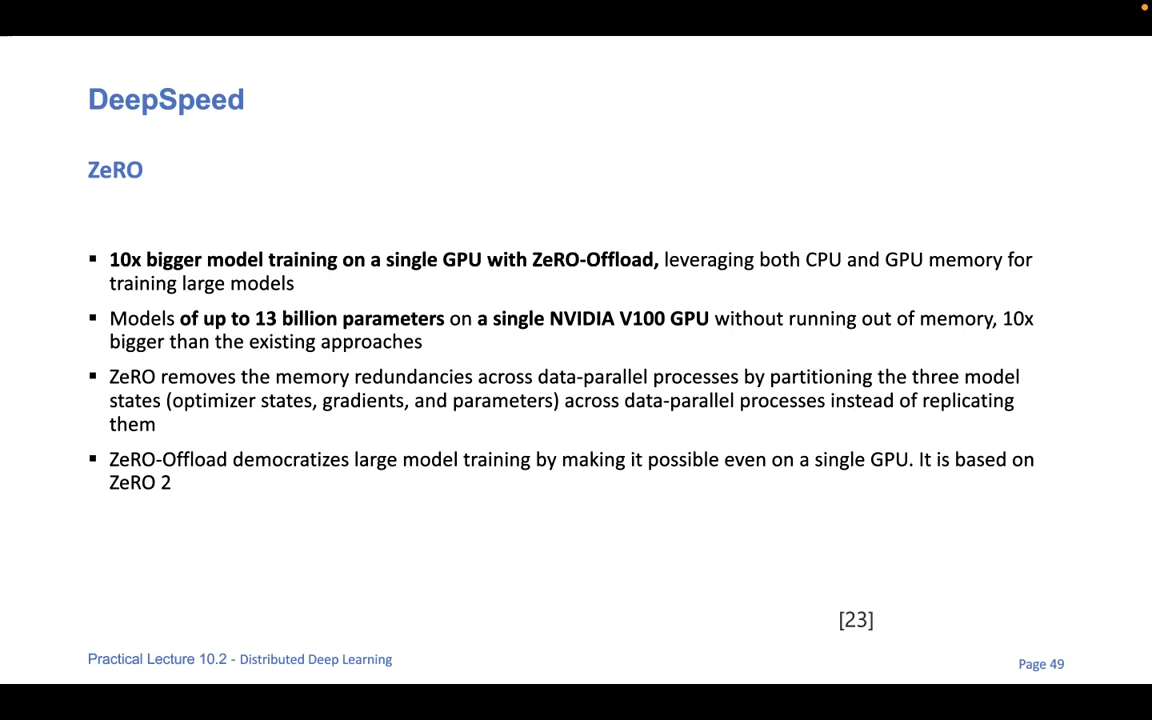 DeepSpeed
ZeRO
▪ 10x bigger model training on a single GPU with ZeRO-Offload, leveraging both CPU and GPU memory for
training large models
▪ Models of up to 13 billion parameters on a single NVIDIA V100 GPU without running out of memory, 10x
bigger than the existing approaches
▪ ZeRO removes the memory redundancies across data-parallel processes by partitioning the three model
states (optimizer states, gradients, and parameters) across data-parallel processes instead of replicating
them
▪ ZeRO-Offload democratizes large model training by making it possible even on a single GPU. It is based on
ZeRO 2
[23]
Practical Lecture 10.2 - Distributed Deep Learning
Page 49